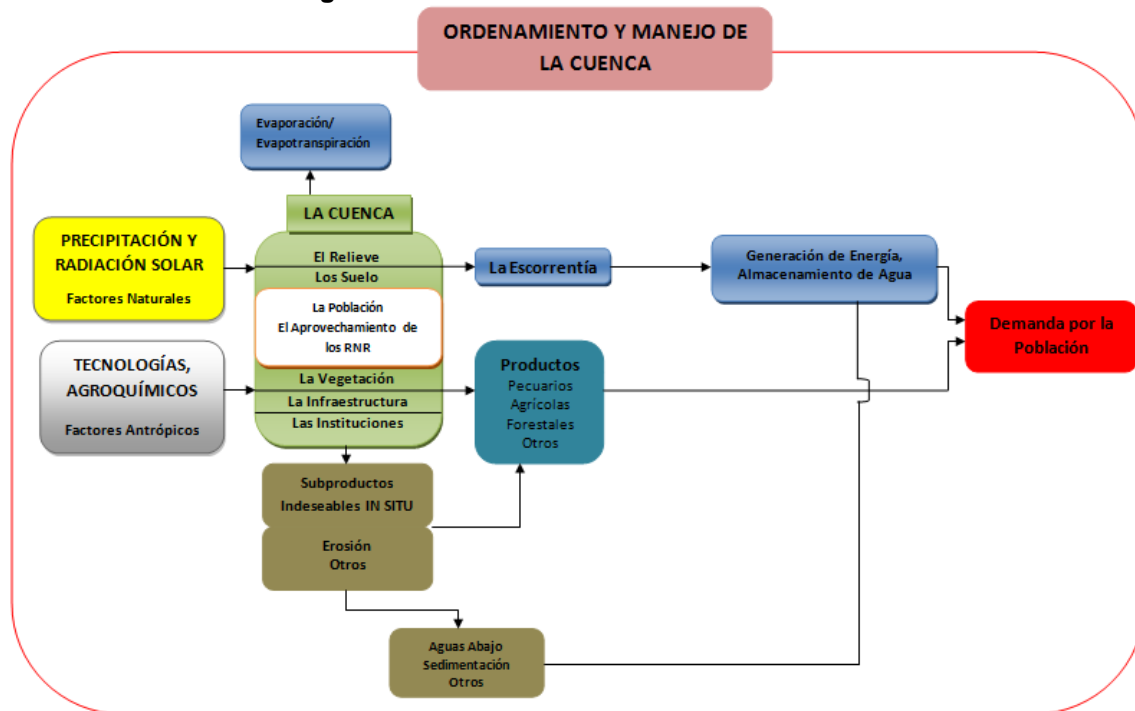 ORDENAMIENTO Y MANEJO DE
LA CUENCA
Evaporación/
Evapotranspiración
LA CUENCA
PRECIPITACIÓN Y
RADIACIÓN SOLAR
Factores Naturales
El Relieve
Los Suelo
La Población
El Aprovechamiento de
los RNR
La Vegetación
La Infraestructura
Las Instituciones
La Escorrentía
Generación de Energía,
Almacenamiento de Agua
Demanda por la
Población
TECNOLOGÍAS,
AGROQUÍMICOS
Factores Antrópicos
Productos
Pecuarios
Agrícolas
Forestales
Otros
Subproductos
Indeseables IN SITU
Erosión
Otros
Aguas Abajo
Sedimentación
Otros